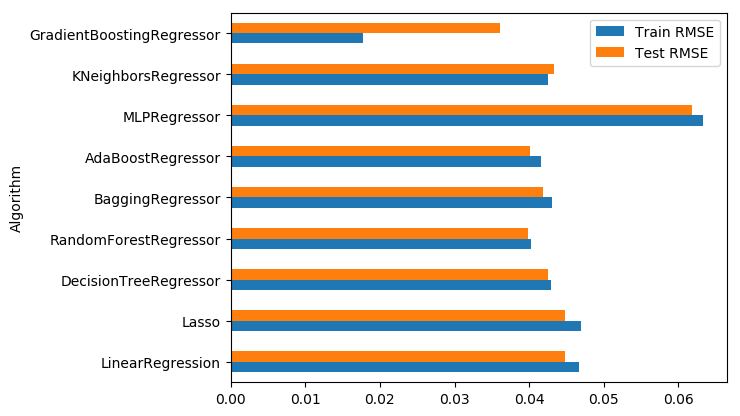 GradientBoostingRegressor
KNeighborsRegressor
MLPRegressor
AdaBoostRegressor
BaggingRegressor
RandomForestRegressor
DecisionTreeRegressor
Lasso
LinearRegression
Algorithm
Train RMSE
Test RMSE
0.00 0.01 0.02 0.03 0.04 0.05 0.06